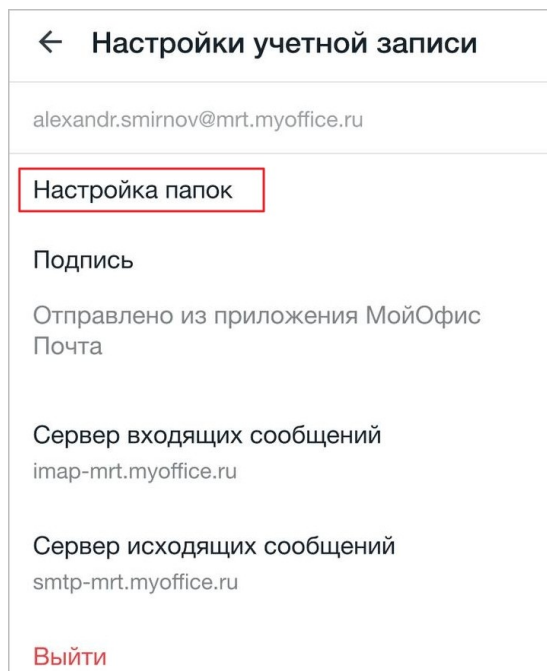 Настройки учетной записи
alexandr.smirnov@mrt.myoffice.ru
Настройка папок
Подпись
Отправлено из приложения МойОфис
Почта
Сервер входящих сообщений
imap-mrt.myoffice.ru
Сервер исходящих сообщений
smtp-mrt.myoffice.ru
Выйти